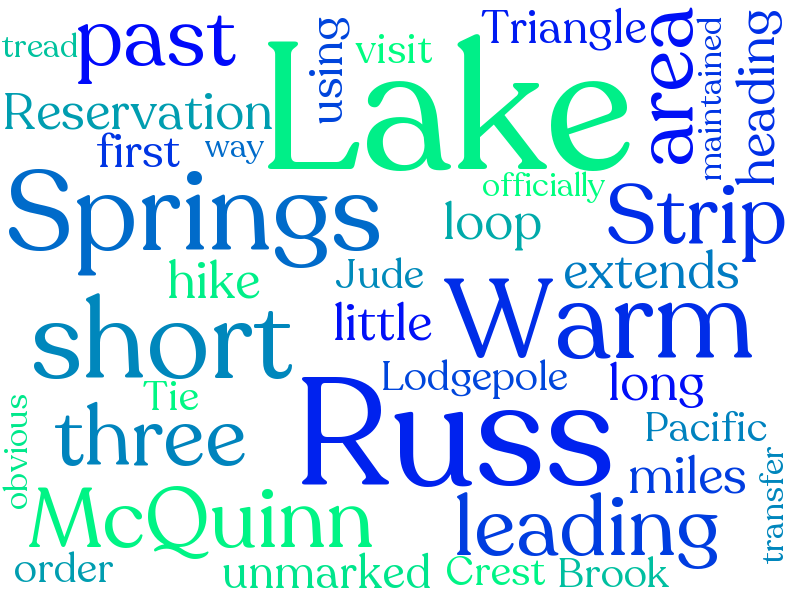 tread
past
Lake
using
visit
Triangle
area
maintained
heading
Reservation
first
way
officially
Springs
loop
Strip
hike
Jude
extends
short
little
Warm
Tie
Lodgepole
long
Russ
obvious
three
Pacific
miles
transfer
McQuinn
leading
order
unmarked
Crest
Brook